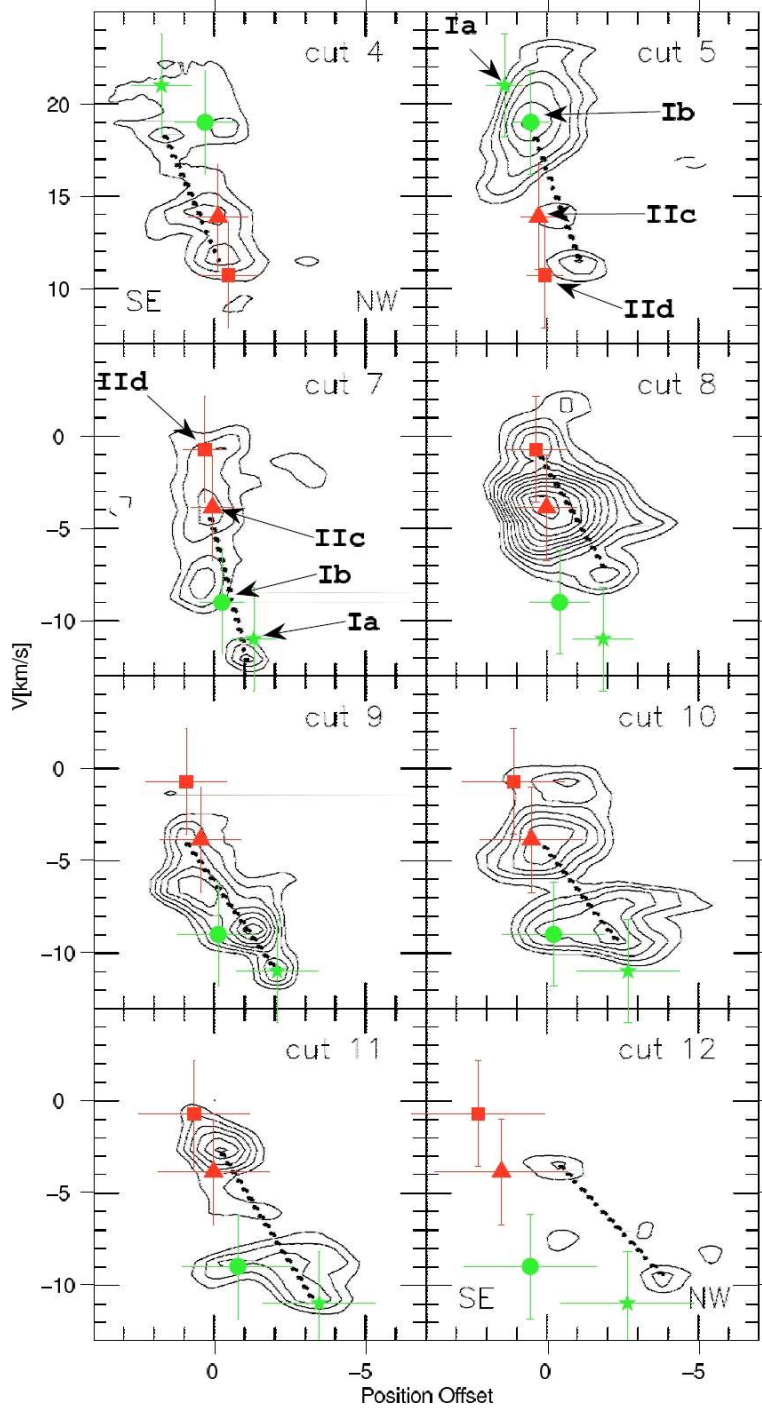 Ia
cut 4
cut 5
20
Ib
15
IIc
10
SE
NW
IId
IId
cut 7
cut 8
0
IIc
-5
Ib
-10
Ia
V[km/s]
cut 9
cut 10
0
-5
-10
cut 11
cut 12
0
-5
-10
SE
NW
0
-5
0
-5
Position Offset